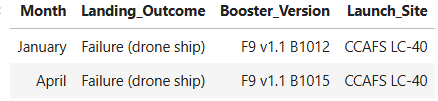 Month Landing_Outcome Booster_Version Launch_Site
January Failure (drone ship) F9 v1.1 B1012 CCAFS LC-40
April Failure (drone ship) F9 v1.1 B1015 CCAFS LC-40